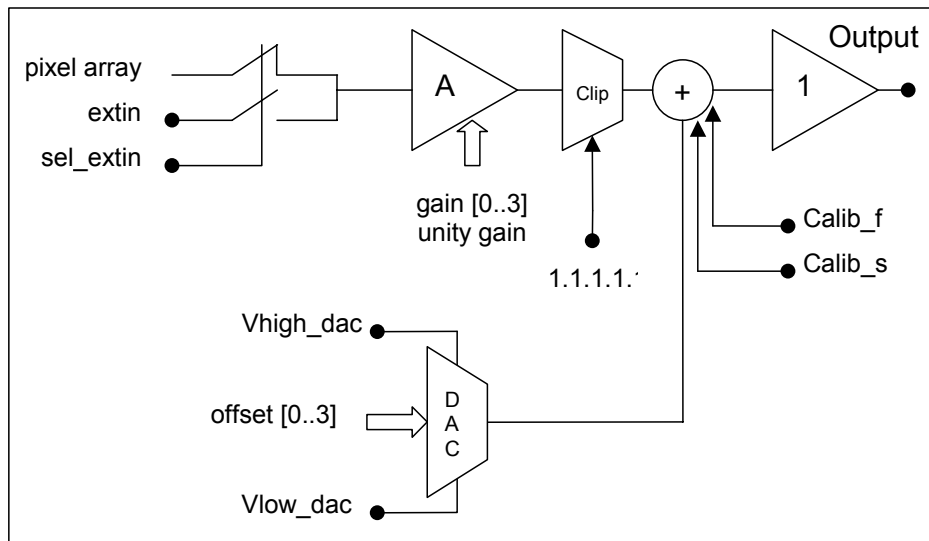 Output
pixel array
A
1
Clip
+
extin
sel_extin
gain [0..3]
unity gain
Calib_f
Calib_s
Vhigh_dac
offset [0..3]
D
A
C
Vlow_dac